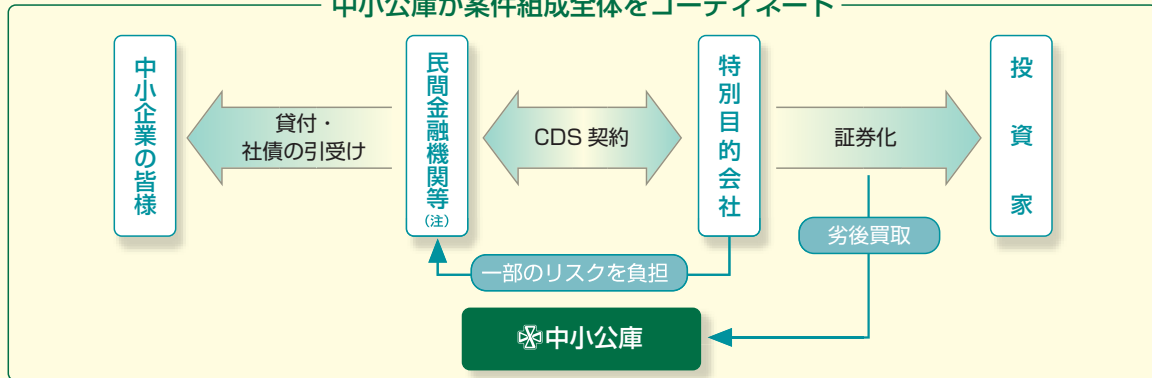 中小公庫が案件組成全体をコーディネート
中小企業の皆様
貸付・
社債の引受け
民間金融機関等
(注)
CDS 契約
特別目的会社
証券化
投資家
劣後買取
一部のリスクを負担
中小公庫